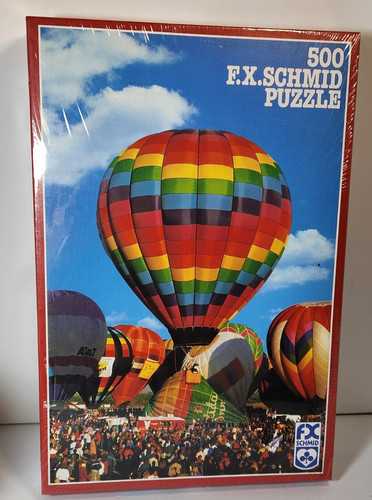 500
F.X.SCHMID
PUZZLE
FX
SCHMID